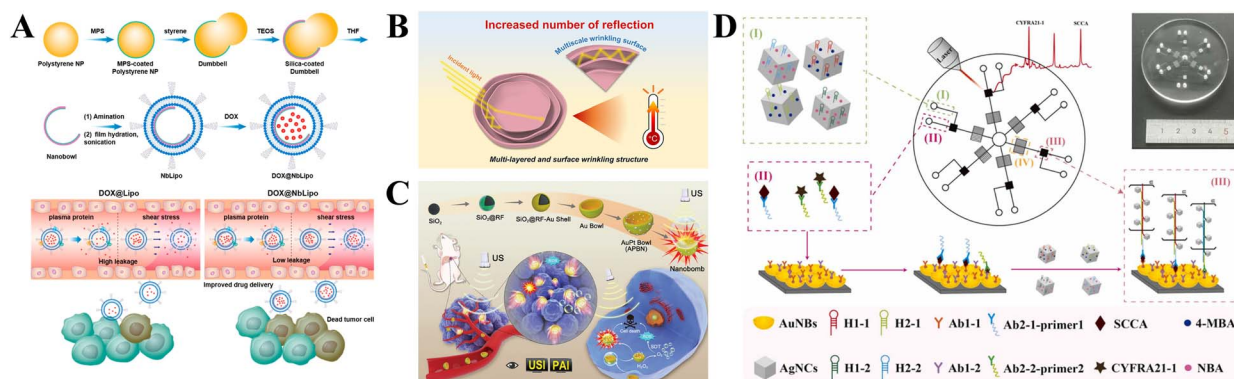 A
MPS
styrene
TEOS
THF
Polystyrene NP
MPS-coated
Polystyrene NP
Dumbbell
Silica-coated
Dumbbell
(1) Amination
(2) film hydration,
sonication
DOX
Nanobowl
NbLipo
DOX@NbLipo
DOX@Lipo
DOX@NbLipo
plasma protein
shear stress
plasma protein
shear stress
High leakage
Low leakage
Improved drug delivery
Dead tumor cell
B
Increased number of reflection
Incident light
Multiscale wrinkling surface
°C
Multi-layered and surface wrinkling structure
C
US
SiO₂
SiO₂@RF
SiO₂@RF-Au Shell
Au Bowl
AuPt Bowl
(APBN)
Nanobomb
US
US
Cell death
SDT
H₂O₂
O₂
USI PAI
D
CYFRA21-1
SCCA
Laser
(I)
(I)
(II)
(III)
(IV)
(II)
(III)
1 2 3 4 5
AuNBs
H1-1
H2-1
Ab1-1
Ab2-1-primer1
SCCA
4-MBA
AgNCs
H1-2
H2-2
Ab1-2
Ab2-2-primer2
CYFRA21-1
NBA